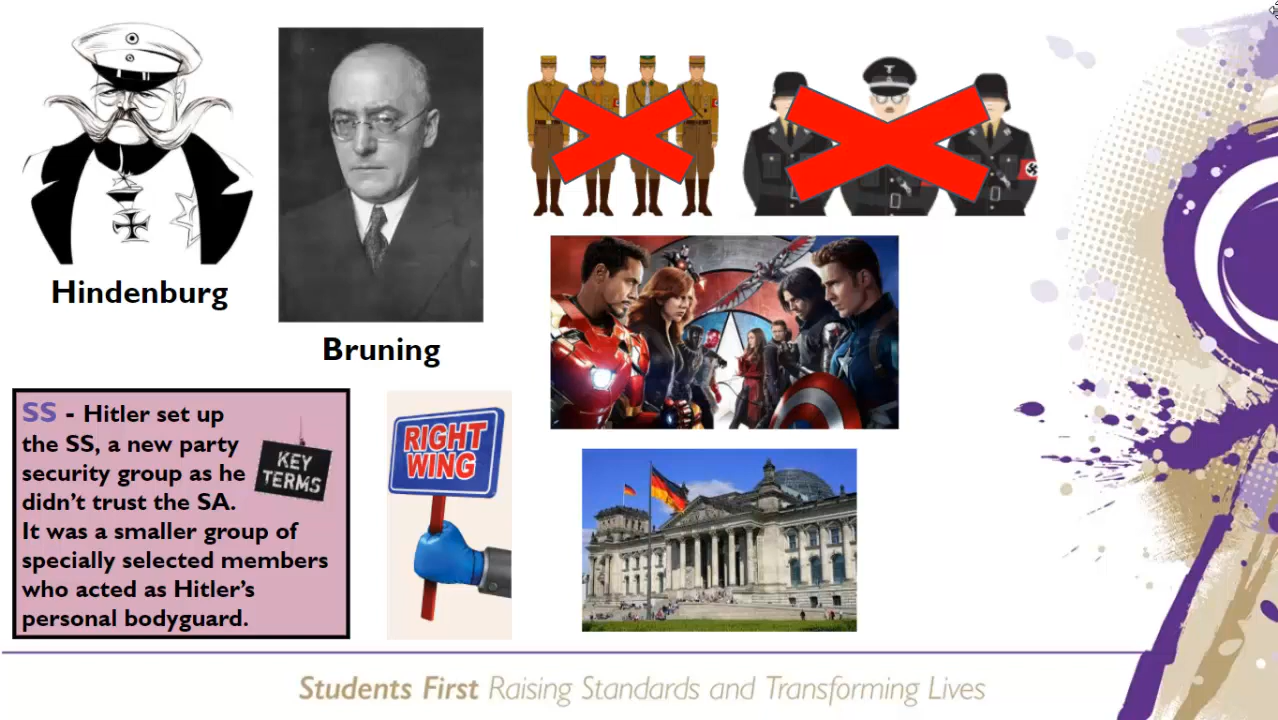 Hindenburg
Bruning
SS - Hitler set up
the SS, a new party
security group as he
didn't trust the SA.
It was a smaller group of
specially selected members
who acted as Hitler's
personal bodyguard.
KEY
TERMS
RIGHT
WING
Students First Raising Standards and Transforming Lives